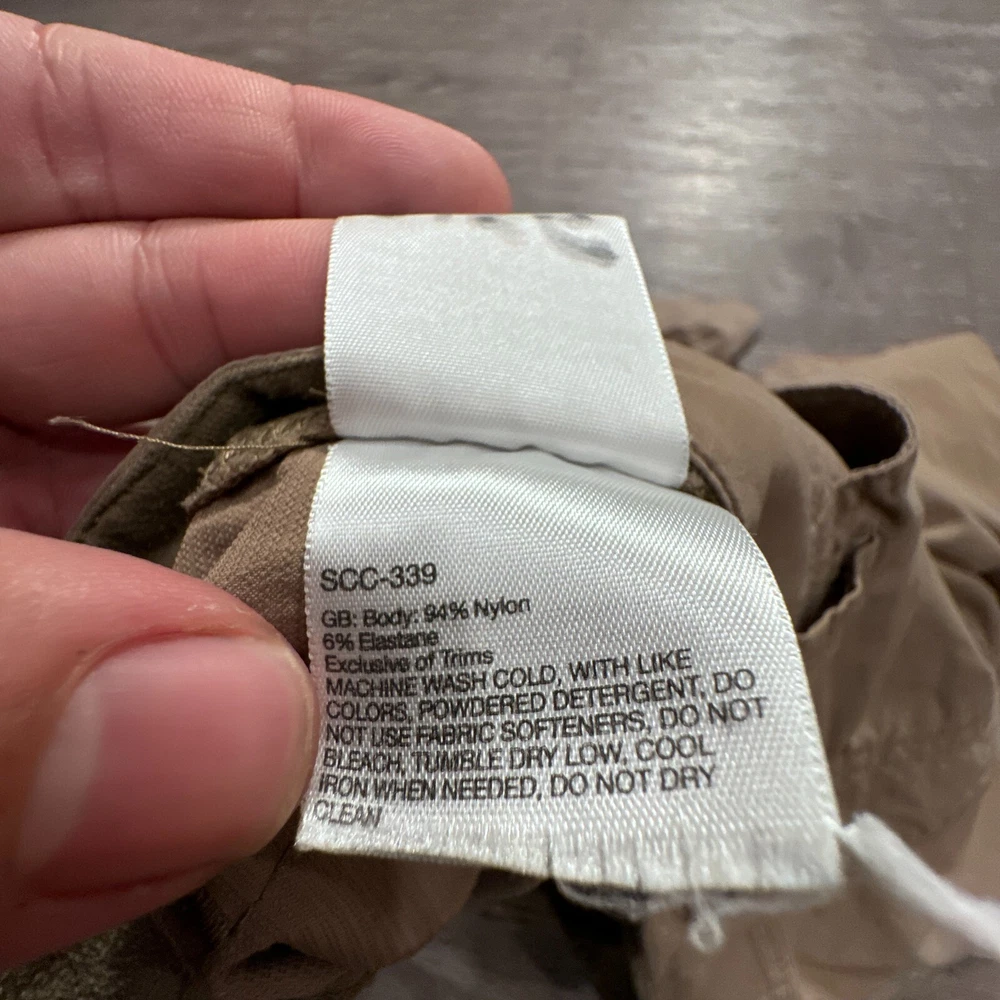 SCC-339
GB: Body: 94% Nylon
6% Elastane
Exclusive of Trims
MACHINE WASH COLD, WITH LIKE
COLORS, POWDERED DETERGENT, DO
NOT USE FABRIC SOFTENERS, DO NOT
BLEACH, TUMBLE DRY LOW, COOL
IRON WHEN NEEDED, DO NOT DRY
CLEAN